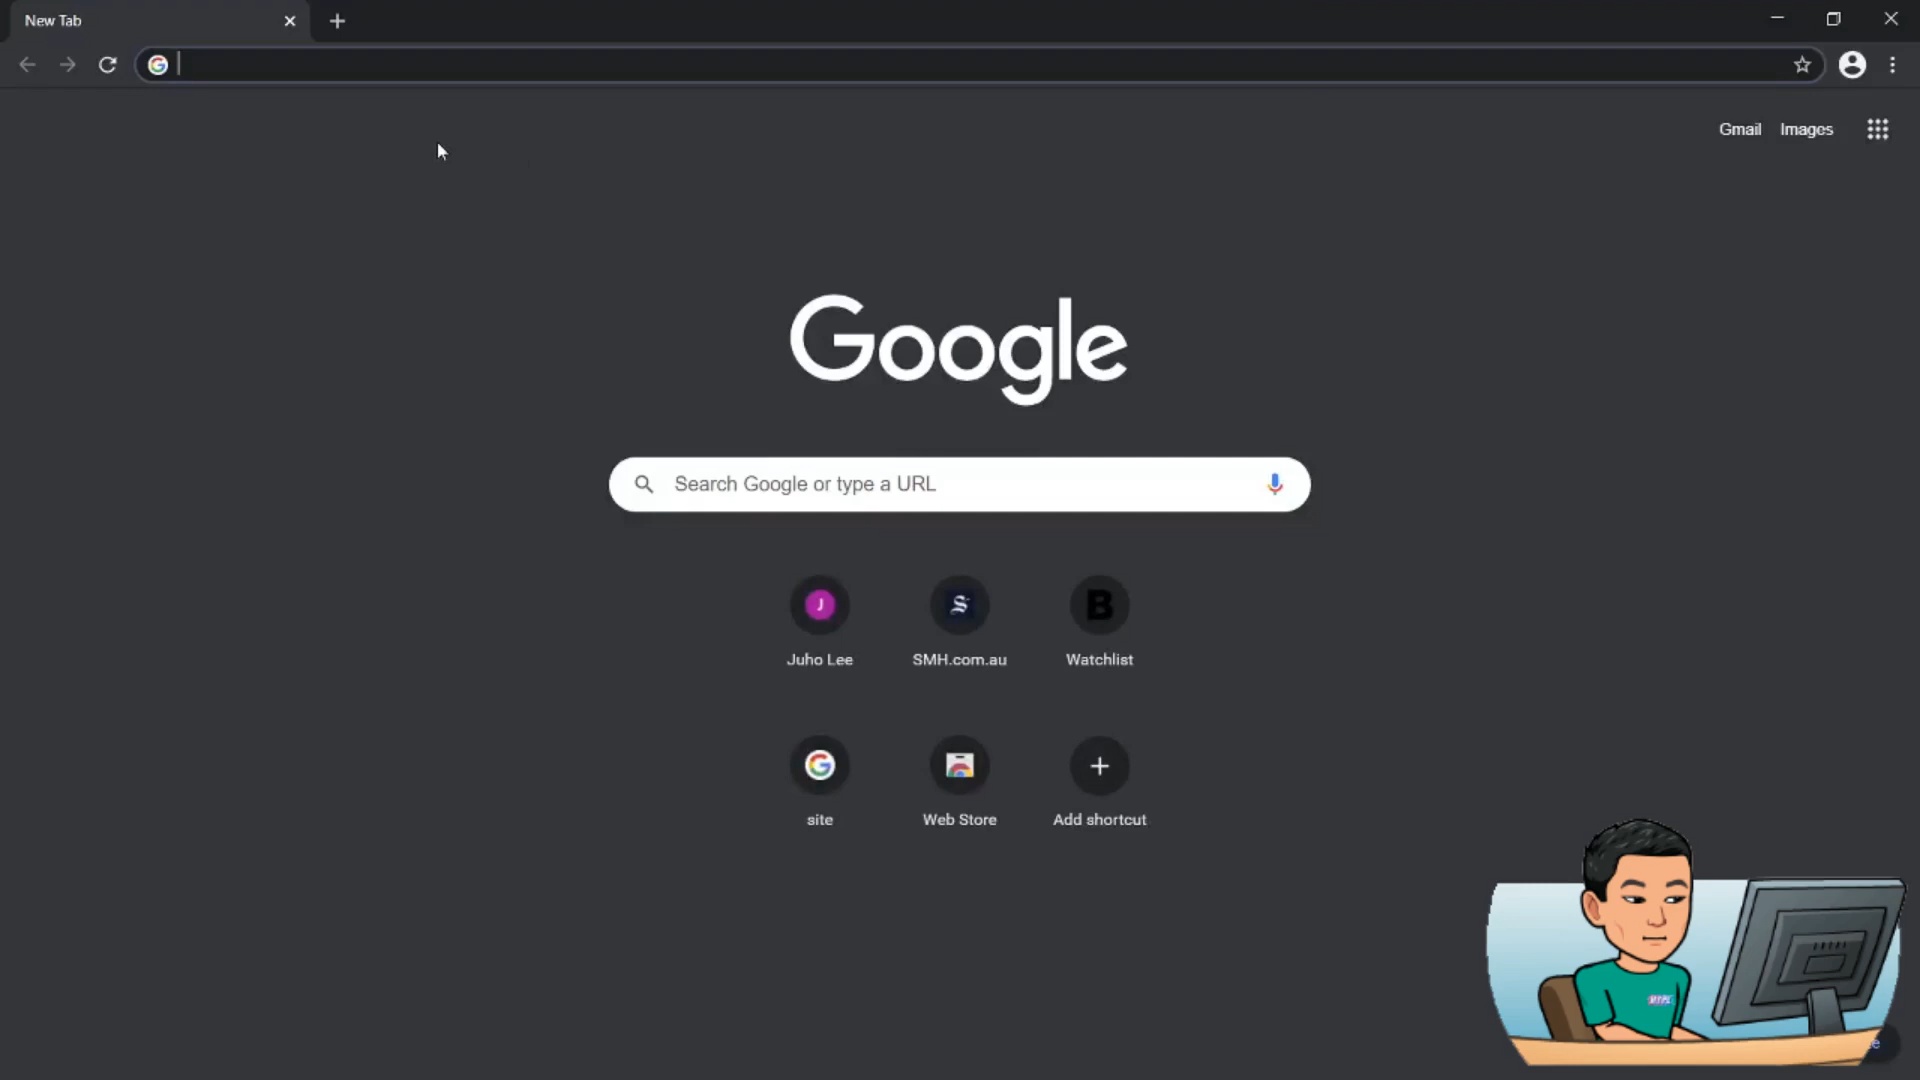 New Tab
Gmail Images
Google
Search Google or type a URL
J
S
B
Juho Lee
SMH.com.au
Watchlist
site
Web Store
Add shortcut